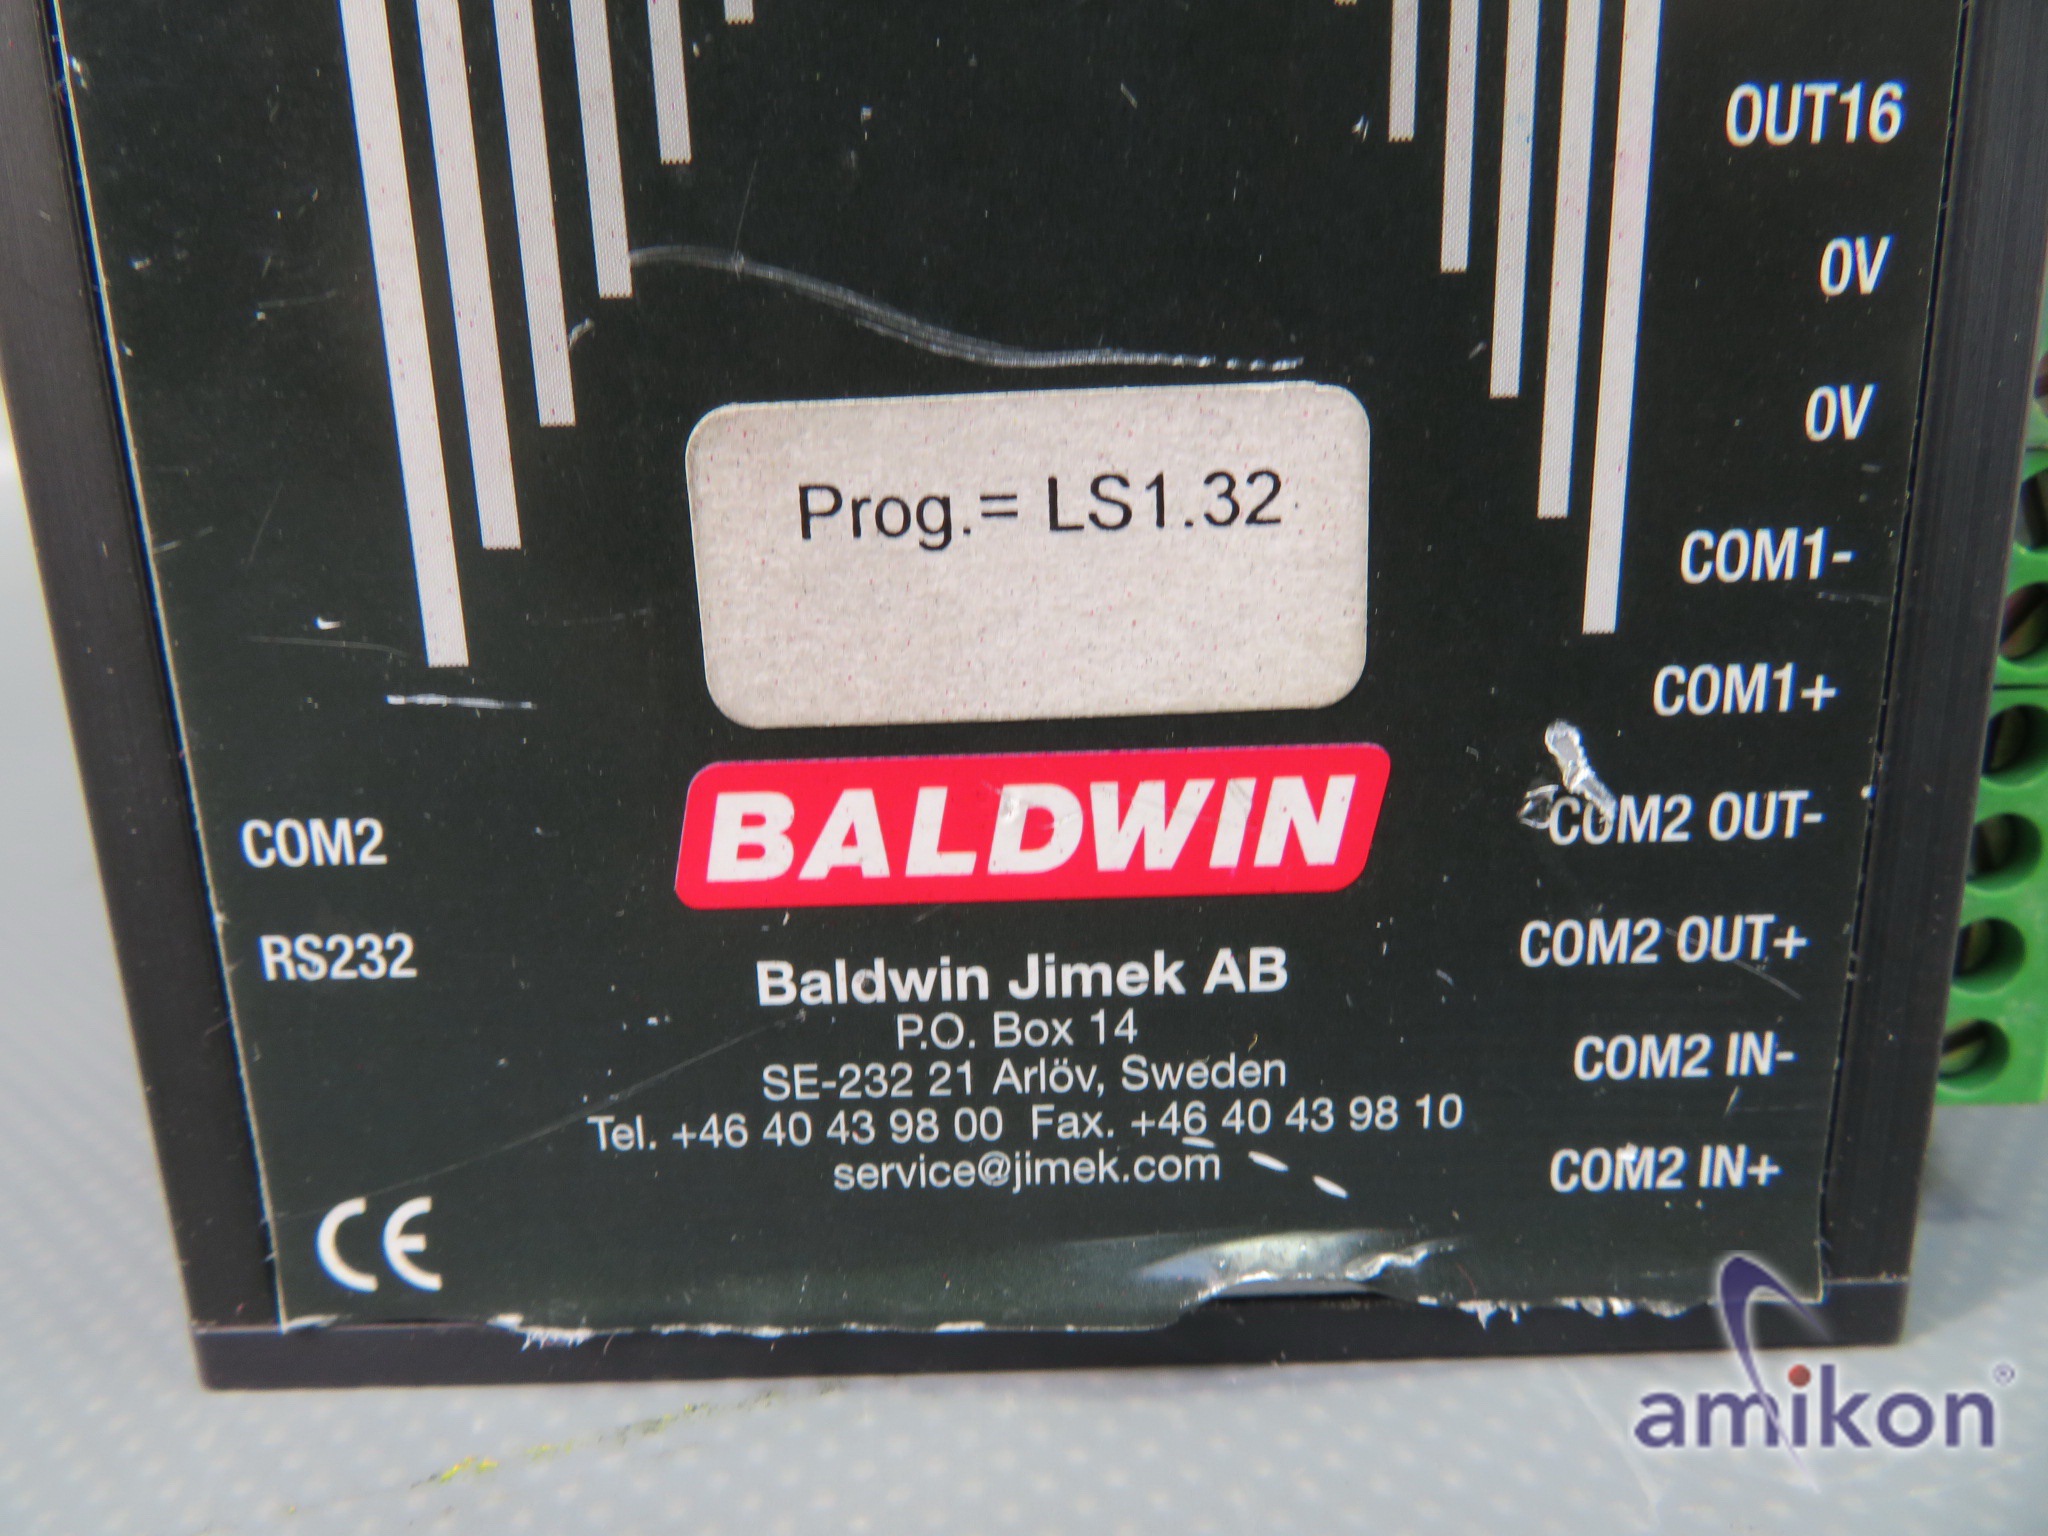 OUT16
0V
0V
COM1-
COM1+
COM2 OUT-
COM2 OUT+
COM2 IN-
COM2 IN+
Prog.= LS1.32
BALDWIN
COM2
RS232
Baldwin Jimek AB
P.O. Box 14
SE-232 21 Arlöv, Sweden
Tel. +46 40 43 98 00 Fax. +46 40 43 98 10
service@jimek.com
CE
amikon®